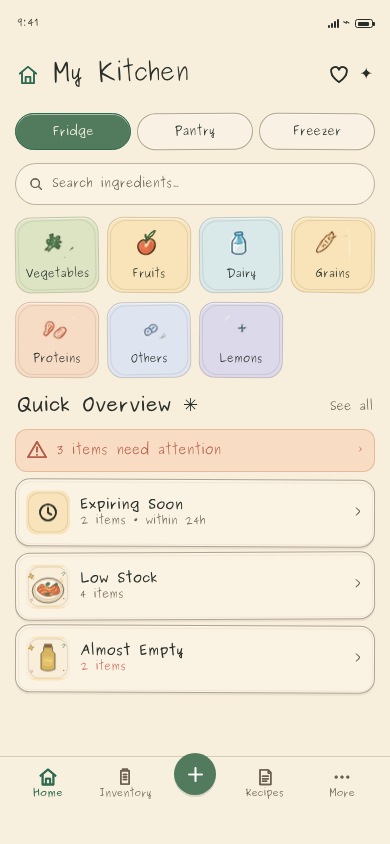 9:41
My Kitchen
Fridge
Pantry
Freezer
Search ingredients…
Vegetables
Fruits
Dairy
Grains
Proteins
Others
Lemons
Quick Overview
See all
3 items need attention
Expiring Soon
2 items • within 24h
Low Stock
4 items
Almost Empty
2 items
Home
Inventory
Recipes
More